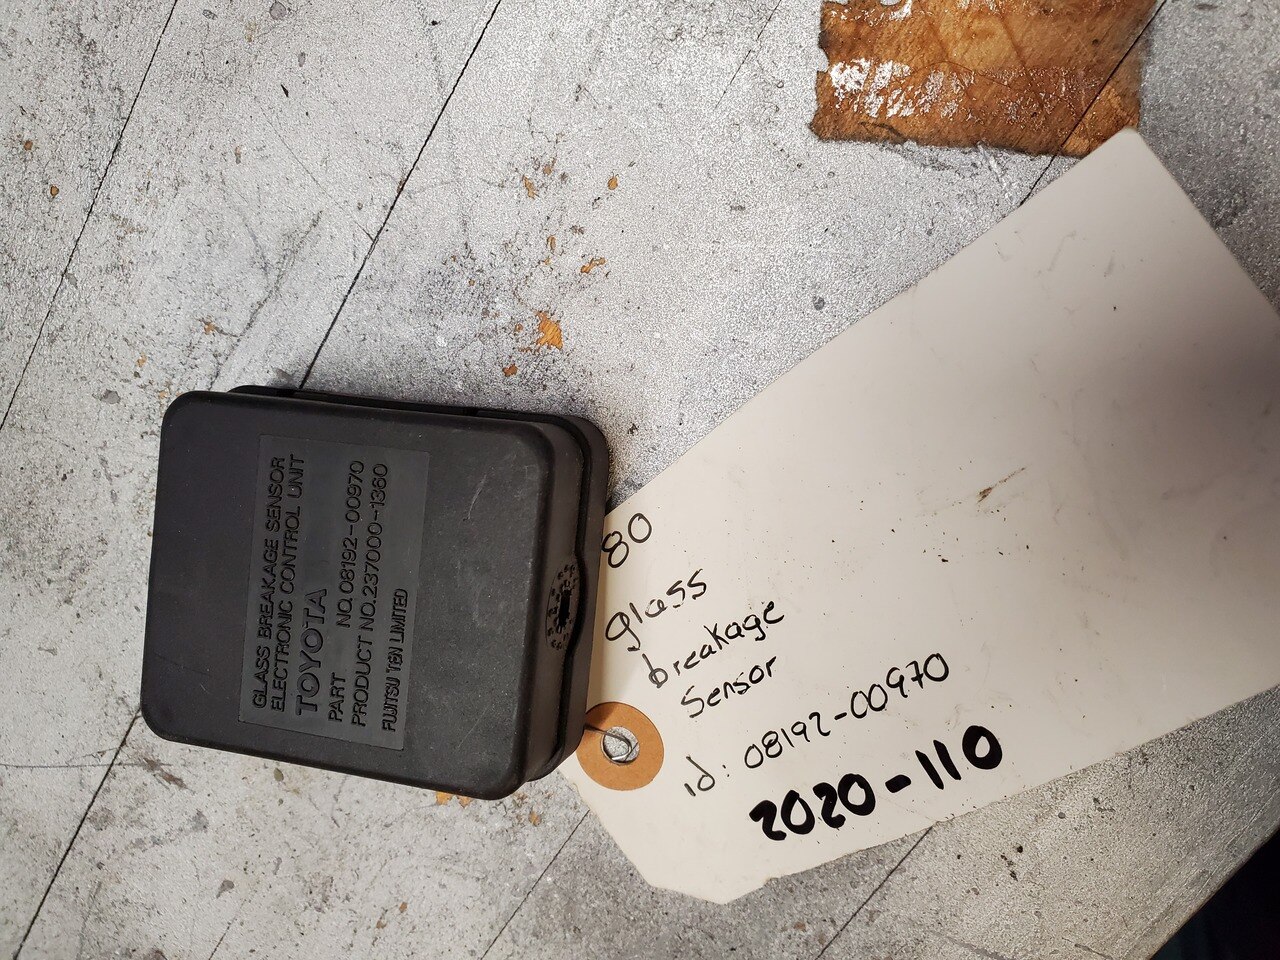 GLASS BREAKAGE SENSOR
ELECTRONIC CONTROL UNIT
TOYOTA
PART NO.08192-00970
PRODUCT NO.237000-1360
FUJITSU TEN LIMITED
80
glass
breakage
Sensor
id: 08192-00970
2020-110